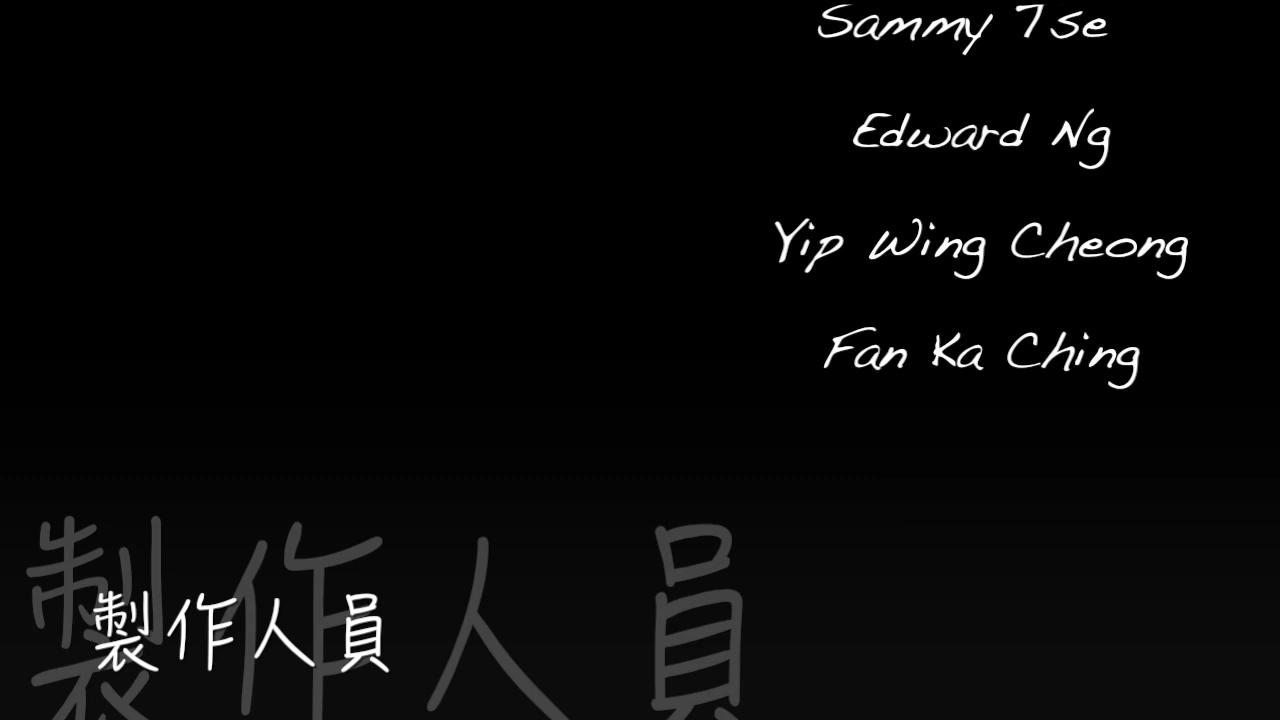 Sammy Tse
Edward Ng
Yip Wing Cheong
Fan Ka Ching
製作人員
製作人員